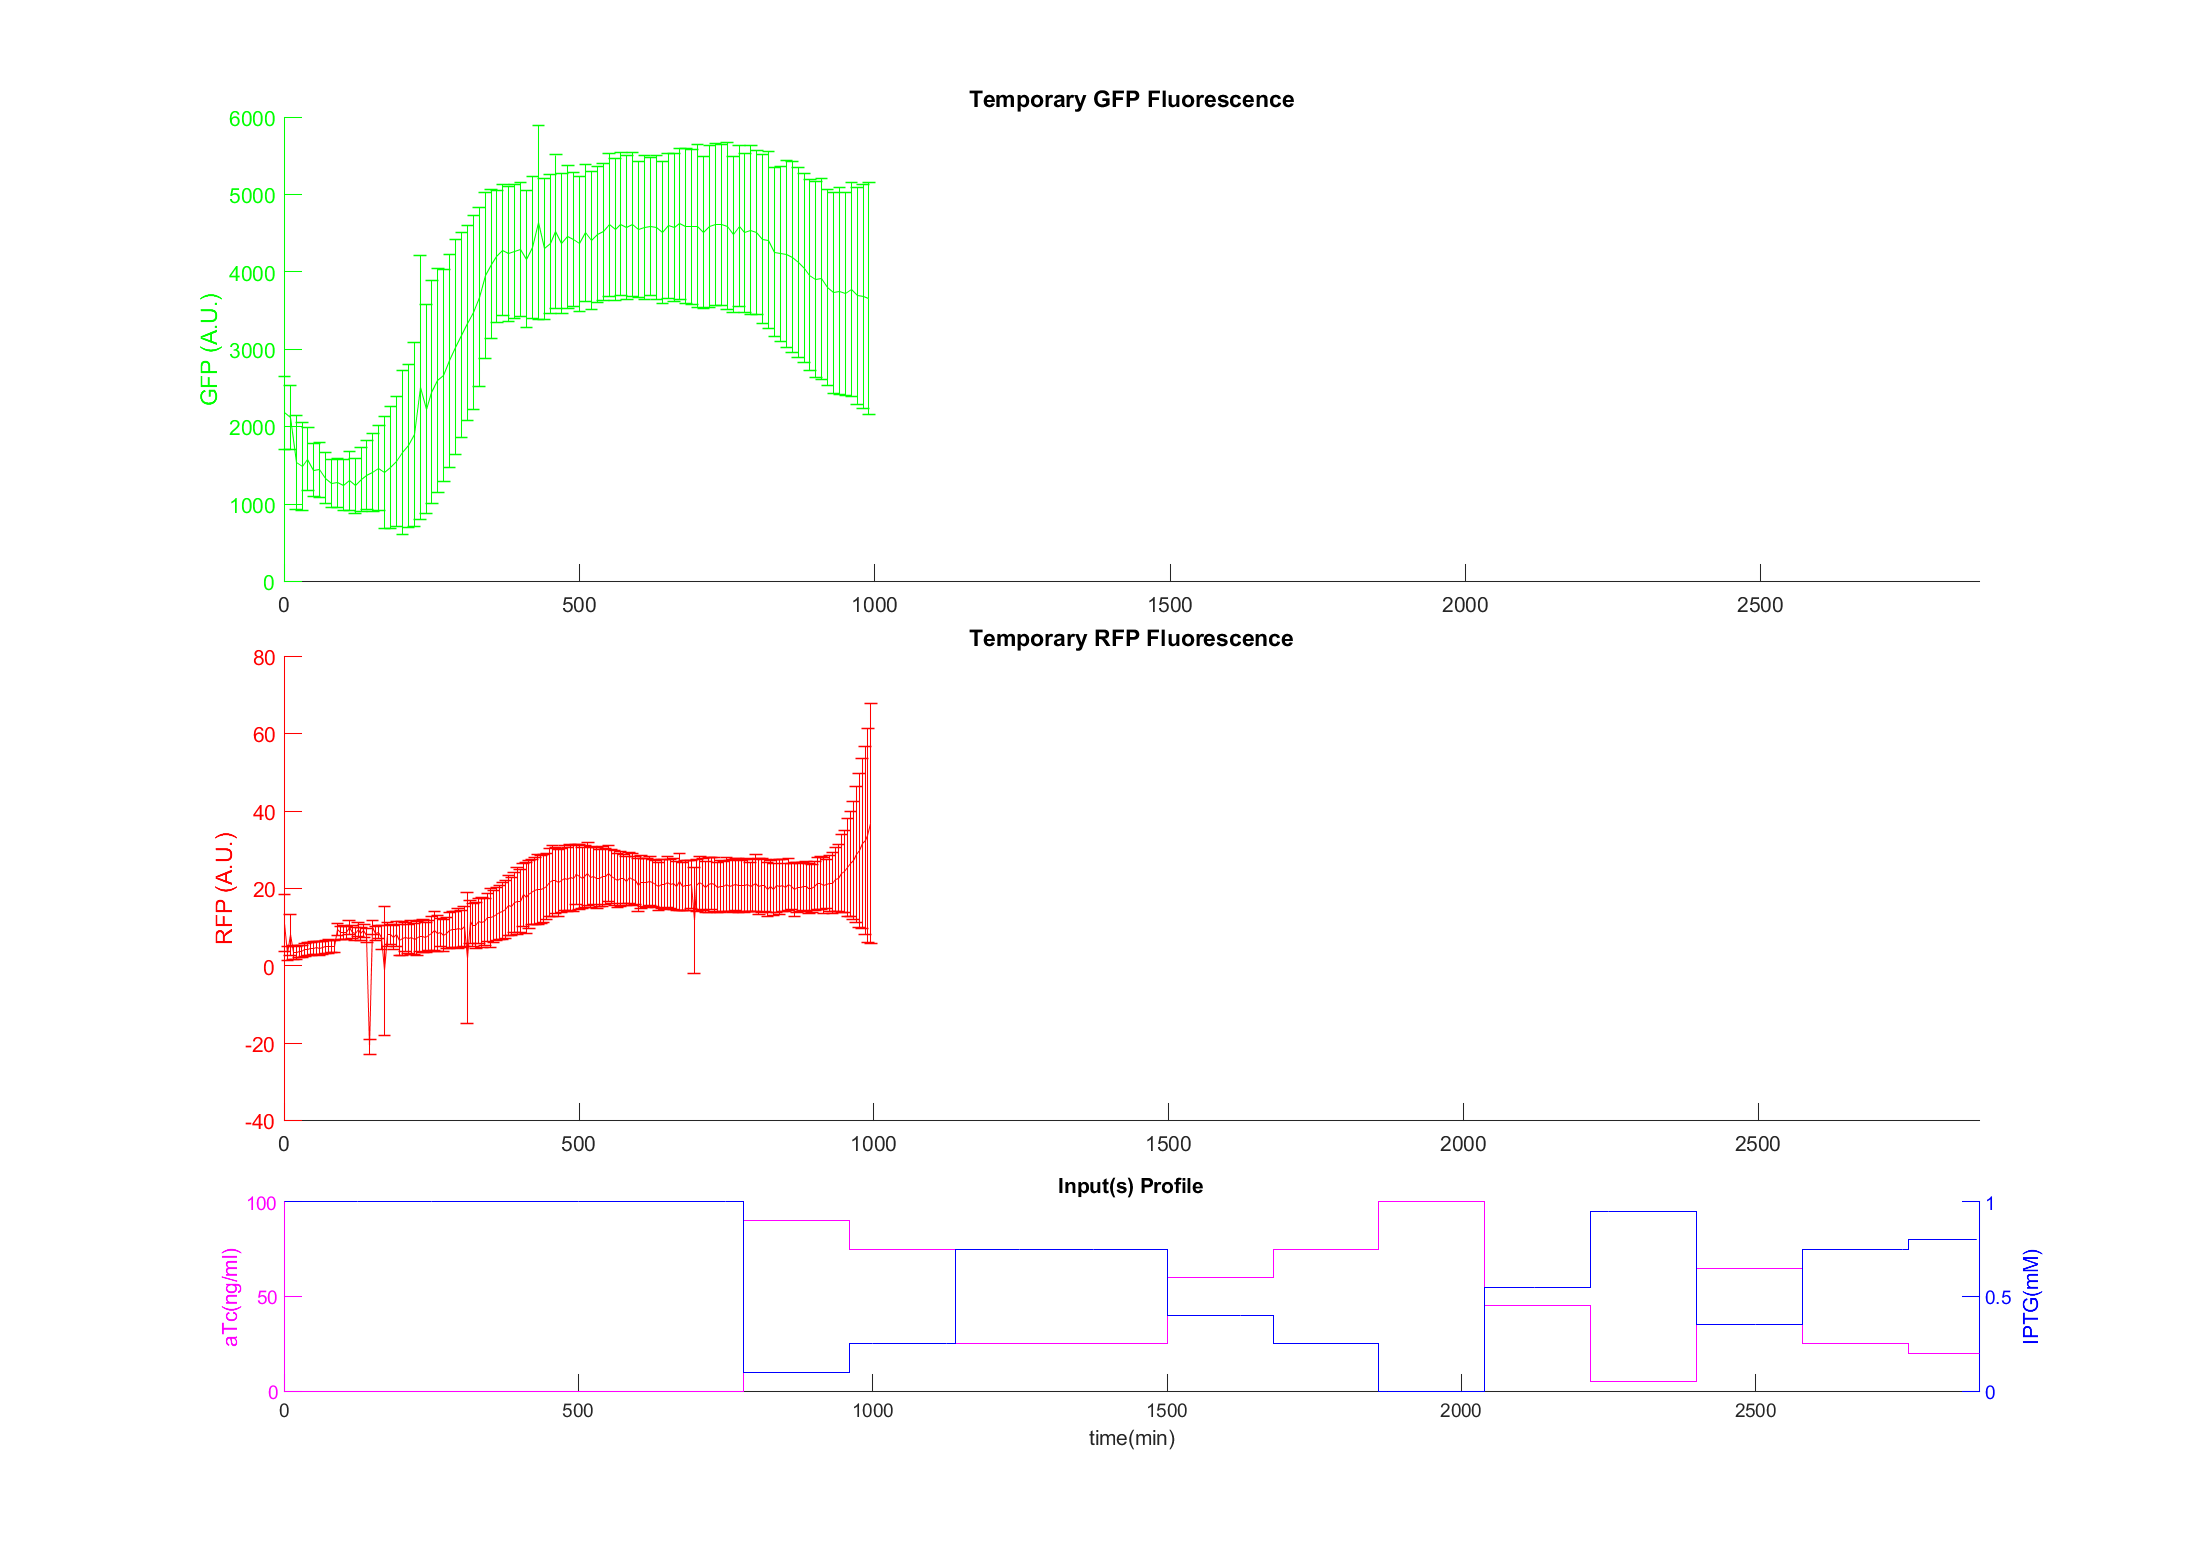 Temporary GFP Fluorescence
6000
5000
4000
3000
2000
1000
0
GFP (A.U.)
0 500 1000 1500 2000 2500
Temporary RFP Fluorescence
80
60
40
20
0
-20
-40
RFP (A.U.)
0 500 1000 1500 2000 2500
Input(s) Profile
100
50
0
aTc(ng/ml)
1
0.5
0
IPTG(mM)
0 500 1000 1500 2000 2500
time(min)